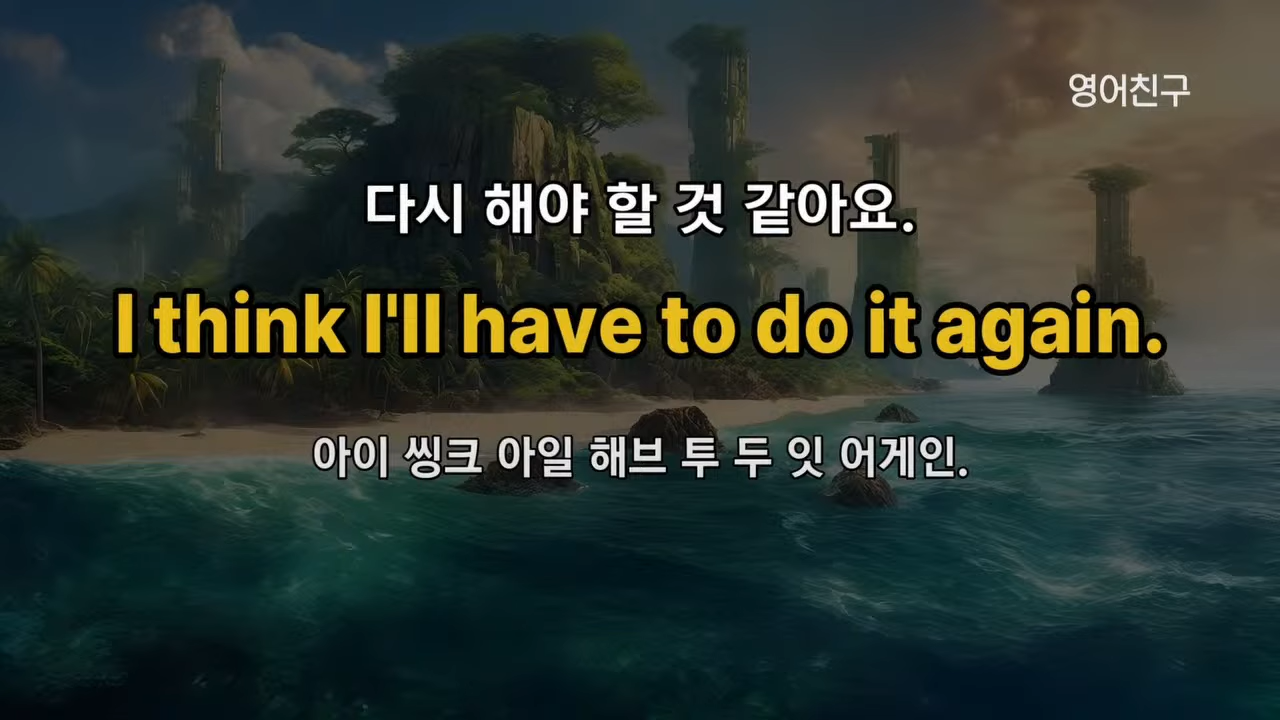 영어친구
다시 해야 할 것 같아요.
I think I'll have to do it again.
아이 씽크 아일 해브 투 두 잇 어게인.